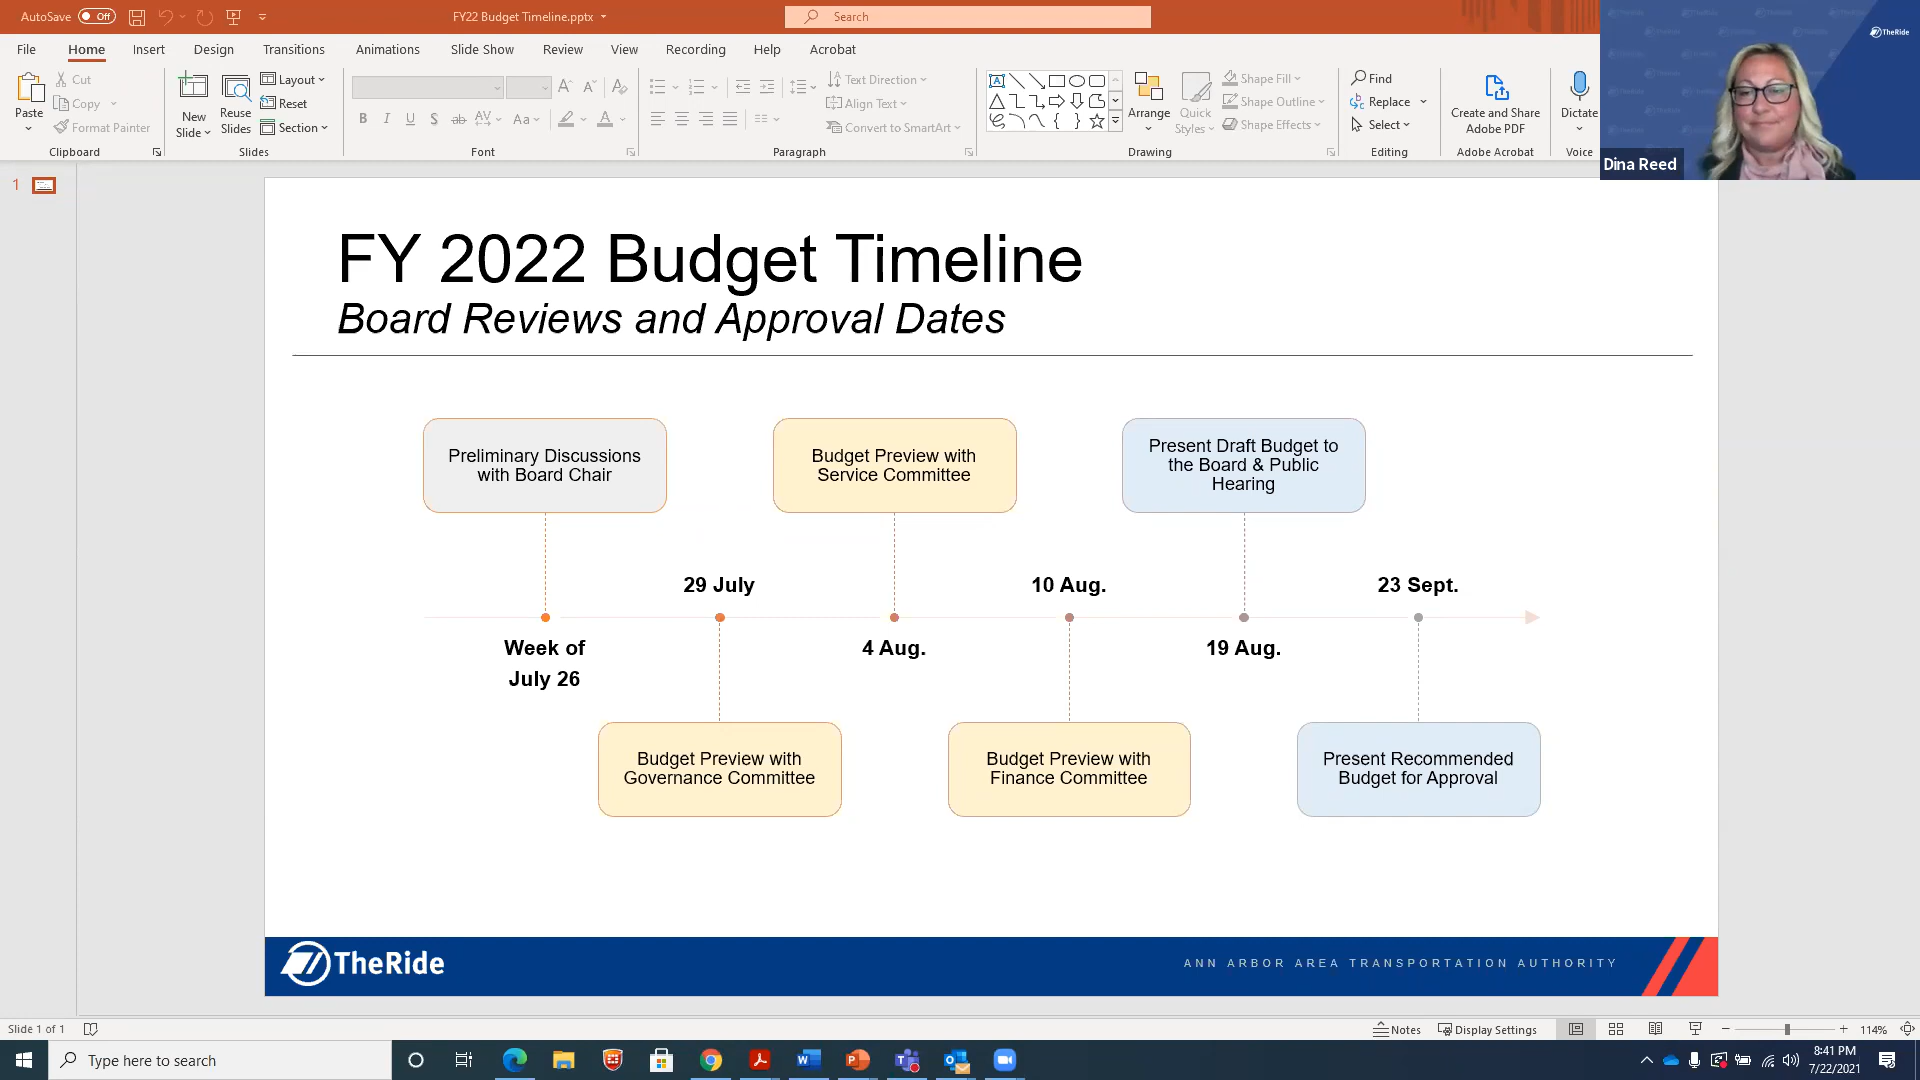 AutoSave Off
FY22 Budget Timeline.pptx
Search
TheRide
File Home Insert Design Transitions Animations Slide Show Review View Recording Help Acrobat
Paste
Cut
Copy
Format Painter
Clipboard
New Slide
Reuse Slides
Layout
Reset
Section
Slides
B I U S ab AV Aa A
Font
Text Direction
Align Text
Convert to SmartArt
Paragraph
Arrange
Quick Styles
Shape Fill
Shape Outline
Shape Effects
Drawing
Find
Replace
Select
Editing
Create and Share
Adobe PDF
Adobe Acrobat
Dictate
Voice
Dina Reed
1
FY 2022 Budget Timeline
Board Reviews and Approval Dates
Preliminary Discussions
with Board Chair
Budget Preview with
Service Committee
Present Draft Budget to
the Board & Public
Hearing
29 July
10 Aug.
23 Sept.
Week of
July 26
4 Aug.
19 Aug.
Budget Preview with
Governance Committee
Budget Preview with
Finance Committee
Present Recommended
Budget for Approval
TheRide
ANN ARBOR AREA TRANSPORTATION AUTHORITY
Slide 1 of 1
Notes
Display Settings
114%
Type here to search
8:41 PM
7/22/2021